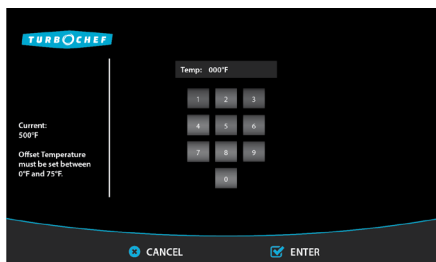 TURBOCHEF
Temp: 000°F
1 2 3
Current:
500°F
4 5 6
Offset Temperature
must be set between
0°F and 75°F.
7 8 9
0
CANCEL
ENTER